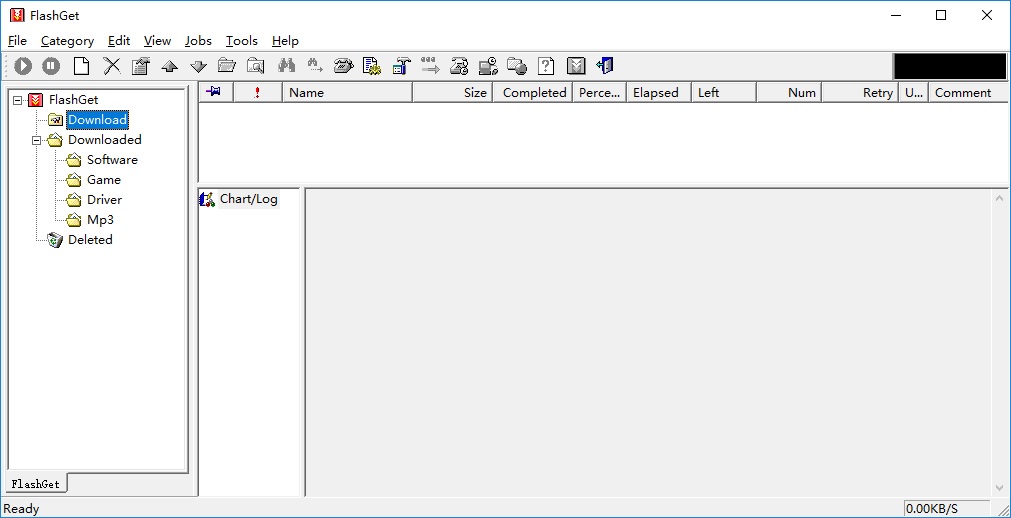 FlashGet
File Category Edit View Jobs Tools Help
! Name Size Completed Perce... Elapsed Left Num Retry U... Comment
FlashGet
Download
Downloaded
Software
Game
Driver
Mp3
Deleted
Chart/Log
FlashGet
Ready 0.00KB/S